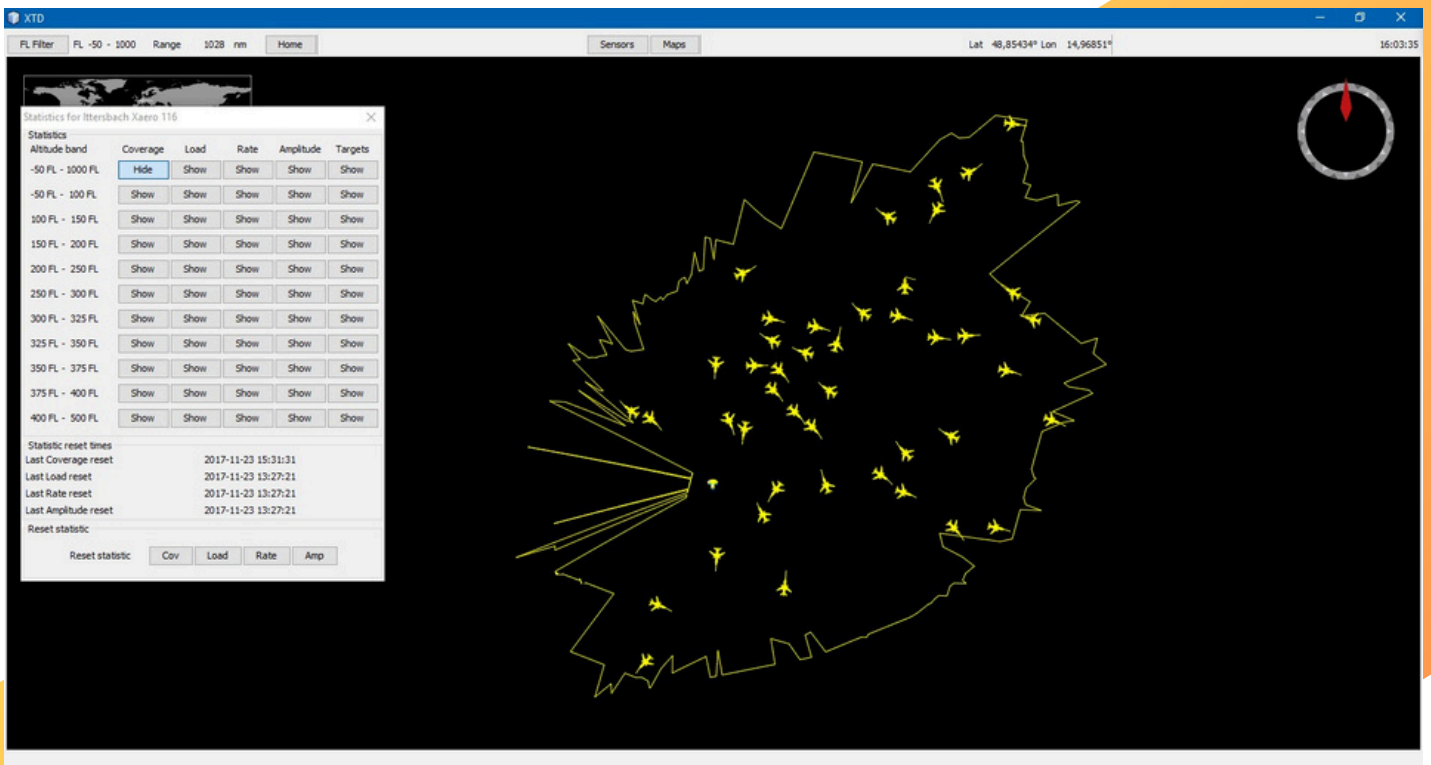 XTD
FL Filter FL -50 - 1000 Range 1028 nm Home Sensors Maps Lat 48,85434° Lon 14,96851° 16:03:35
Statistics for Ittersbach Xaero 116
Statistics
Altitude band Coverage Load Rate Amplitude Targets
-50 FL - 1000 FL Hide Show Show Show Show
-50 FL - 100 FL Show Show Show Show Show
100 FL - 150 FL Show Show Show Show Show
150 FL - 200 FL Show Show Show Show Show
200 FL - 250 FL Show Show Show Show Show
250 FL - 300 FL Show Show Show Show Show
300 FL - 325 FL Show Show Show Show Show
325 FL - 350 FL Show Show Show Show Show
350 FL - 375 FL Show Show Show Show Show
375 FL - 400 FL Show Show Show Show Show
400 FL - 500 FL Show Show Show Show Show
Statistic reset times
Last Coverage reset 2017-11-23 15:31:31
Last Load reset 2017-11-23 13:27:21
Last Rate reset 2017-11-23 13:27:21
Last Amplitude reset 2017-11-23 13:27:21
Reset statistic
Reset statistic Cov Load Rate Amp